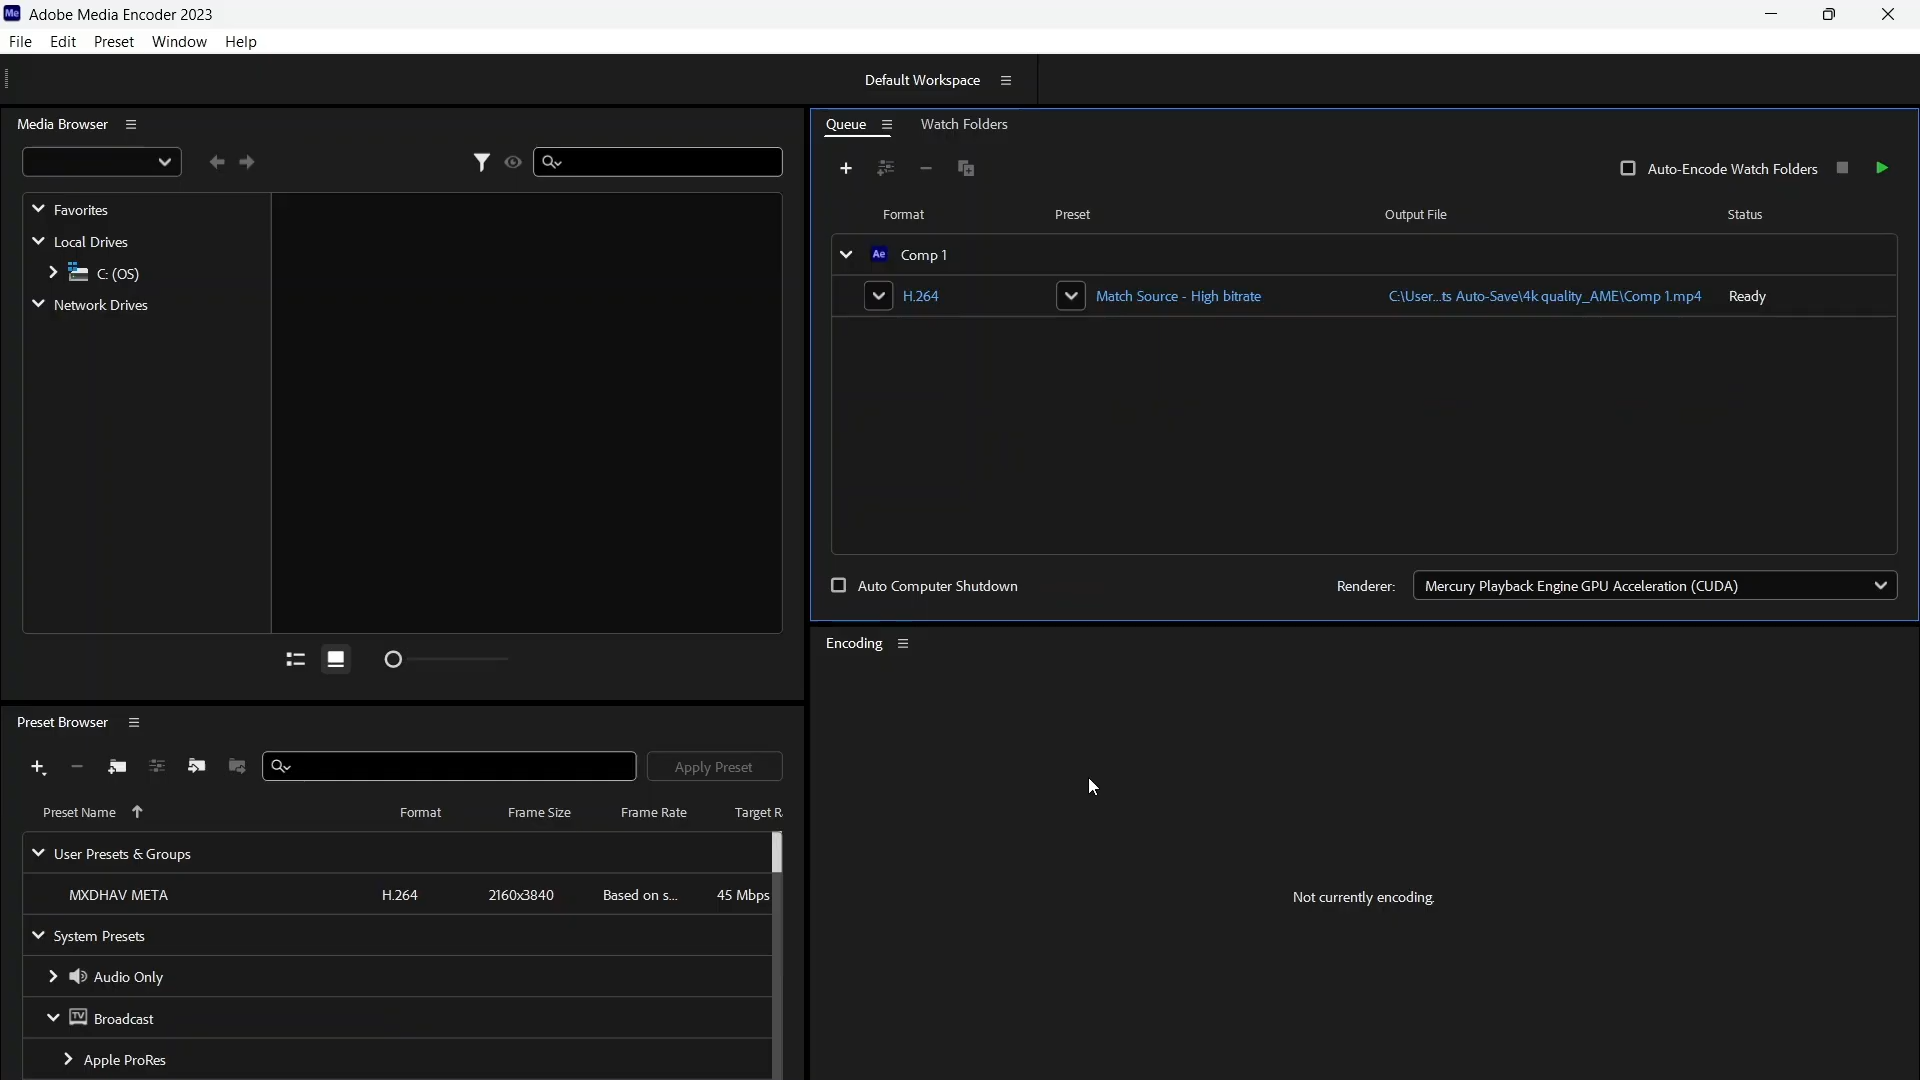 Me Adobe Media Encoder 2023
File Edit Preset Window Help
Default Workspace
Media Browser
Favorites
Local Drives
C: (OS)
Network Drives
Queue Watch Folders
Auto-Encode Watch Folders
Format Preset Output File Status
Ae Comp 1
H.264 Match Source - High bitrate C:\User...ts Auto-Save\4k quality_AME\Comp 1.mp4 Ready
Auto Computer Shutdown Renderer: Mercury Playback Engine GPU Acceleration (CUDA)
Preset Browser
Apply Preset
Preset Name Format Frame Size Frame Rate Target R
User Presets & Groups
MXDHAV META H.264 2160x3840 Based on s... 45 Mbps
System Presets
Audio Only
TV Broadcast
Apple ProRes
Encoding
Not currently encoding.